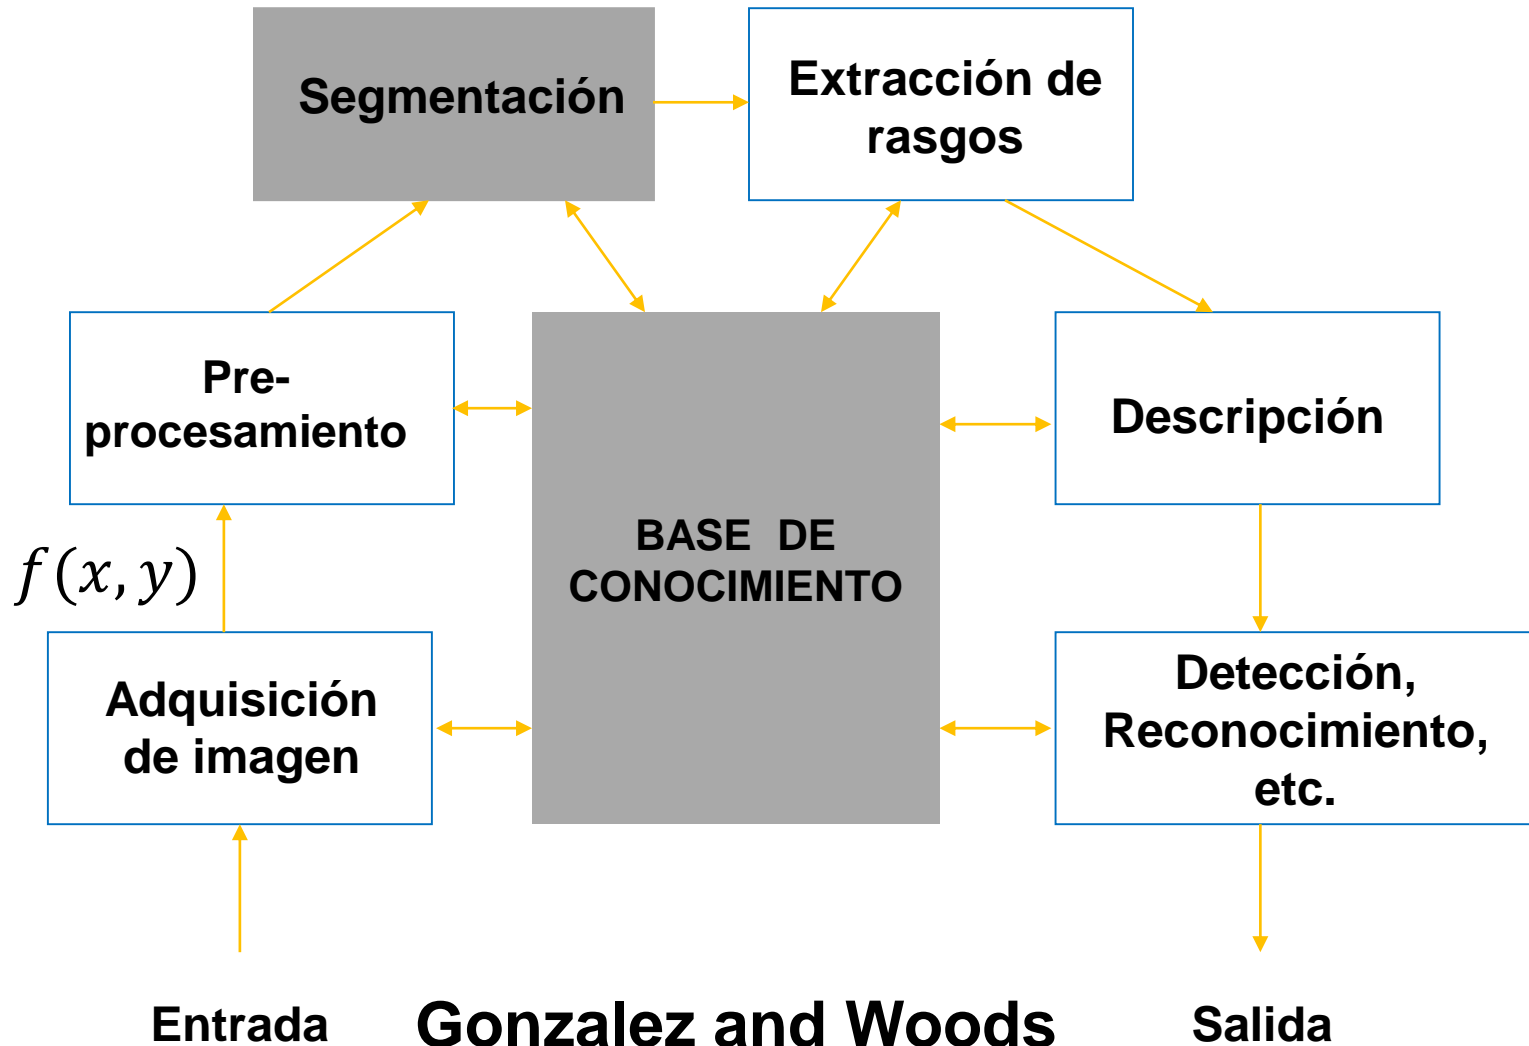 Segmentación
Extracción de
rasgos
Pre-
procesamiento
BASE DE
CONOCIMIENTO
Descripción
f(x, y)
Adquisición
de imagen
Detección,
Reconocimiento,
etc.
Entrada
Gonzalez and Woods
Salida